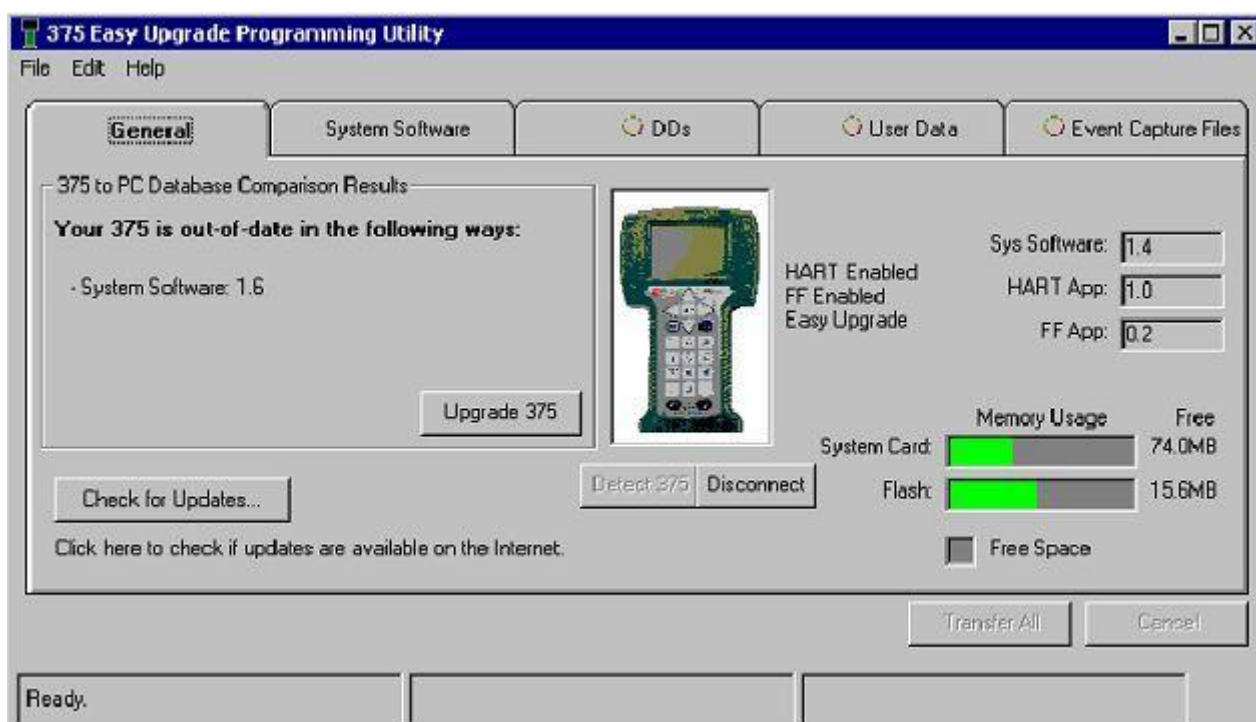 375 Easy Upgrade Programming Utility
File Edit Help
General
System Software
DDs
User Data
Event Capture Files
375 to PC Database Comparison Results
Your 375 is out-of-date in the following ways:
- System Software: 1.6
Upgrade 375
Check for Updates...
Click here to check if updates are available on the Internet.
HART Enabled
FF Enabled
Easy Upgrade
Sys Software: 1.4
HART App: 1.0
FF App: 0.2
Detect 375
Disconnect
Memory Usage Free
System Card: 74.0MB
Flash: 15.6MB
Free Space
Transfer All
Cancel
Ready.